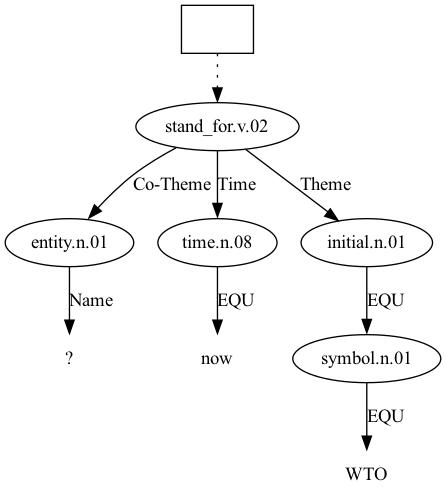 stand_for.v.02
Co-Theme Time Theme
entity.n.01 time.n.08 initial.n.01
Name EQU EQU
? now symbol.n.01
EQU
WTO